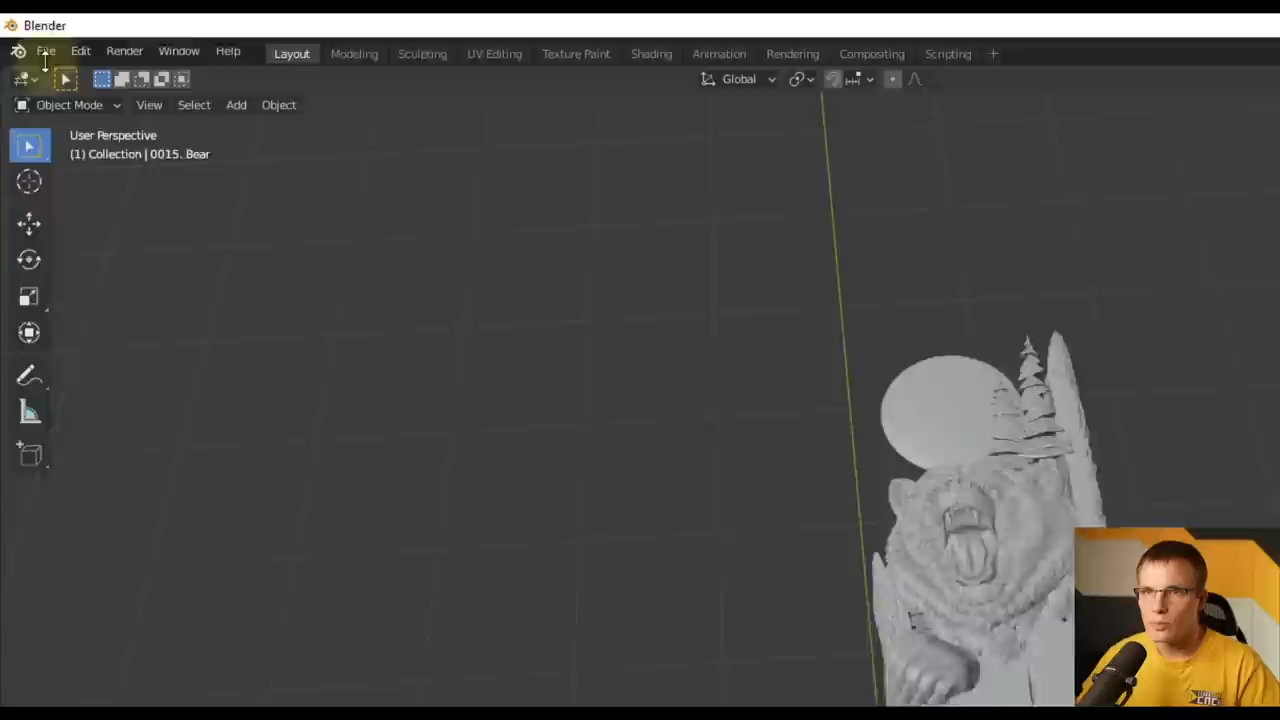 Blender
File Edit Render Window Help Layout Modeling Sculpting UV Editing Texture Paint Shading Animation Rendering Compositing Scripting +
Global
Object Mode View Select Add Object
User Perspective
(1) Collection | 0015. Bear
CNC